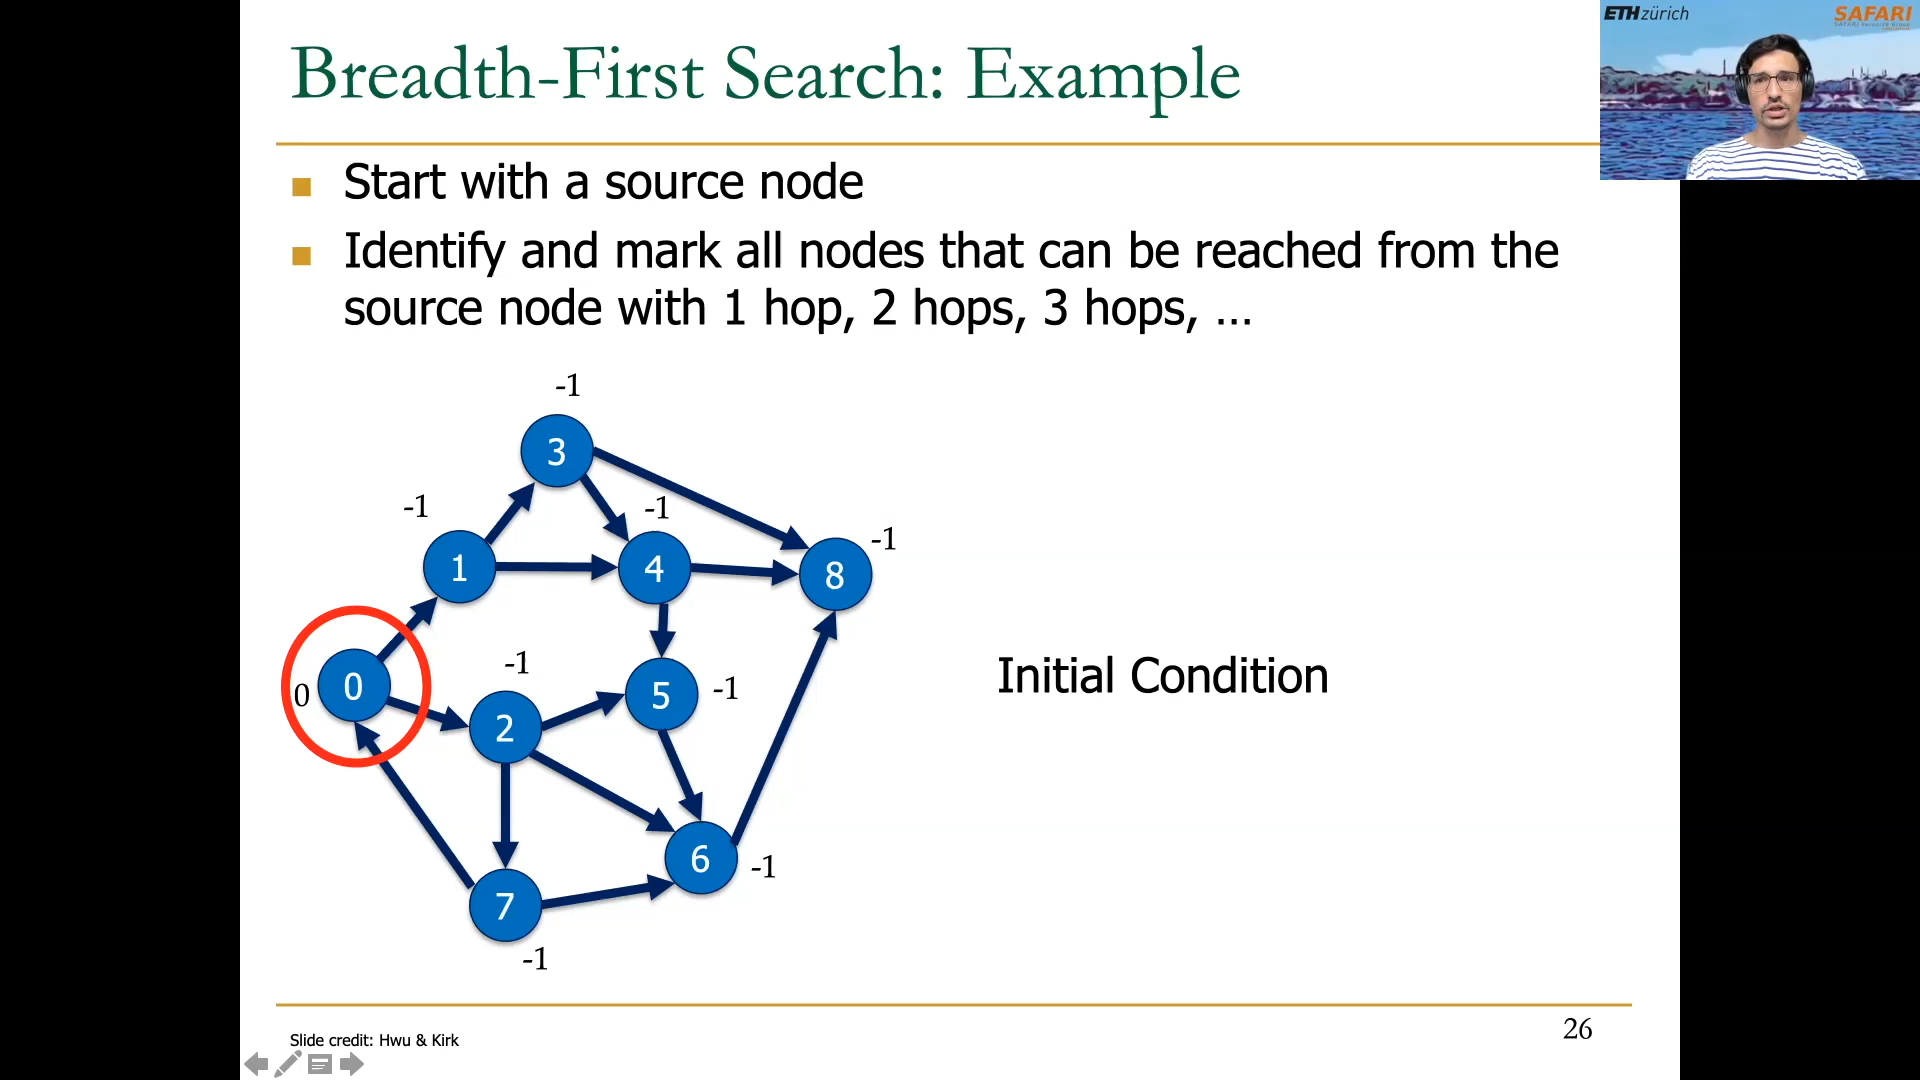 ETH zürich
SAFARI
Breadth-First Search: Example
Start with a source node
Identify and mark all nodes that can be reached from the
source node with 1 hop, 2 hops, 3 hops, …
-1
3
-1
-1
-1
1
4
8
-1
0
0
2
5
-1
Initial Condition
6
-1
7
-1
26
Slide credit: Hwu & Kirk